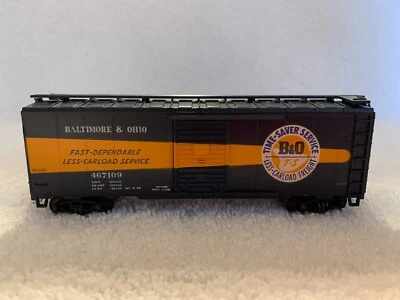 BALTIMORE & OHIO
FAST-DEPENDABLE
LESS-CARLOAD SERVICE
467109
TIME-SAVER SERVICE
B&O
T-S
LESS-CARLOAD FREIGHT